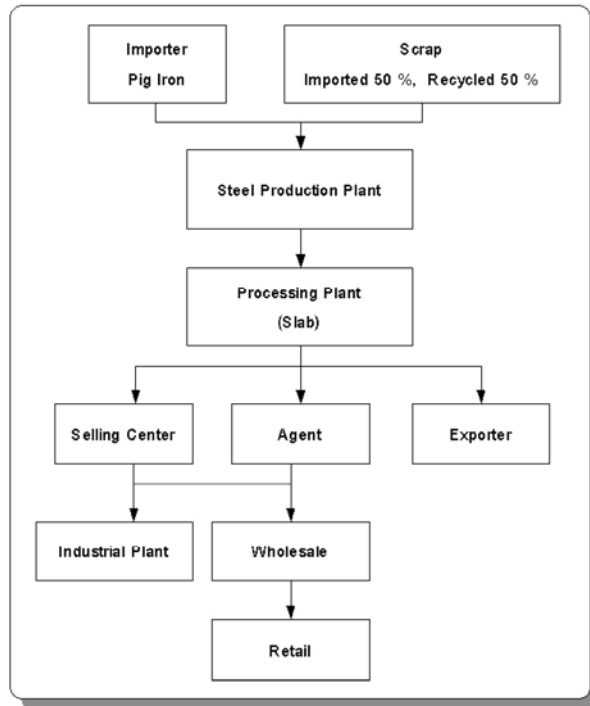 Importer
Pig Iron
Scrap
Imported 50 %, Recycled 50 %
Steel Production Plant
Processing Plant
(Slab)
Selling Center
Agent
Exporter
Industrial Plant
Wholesale
Retail